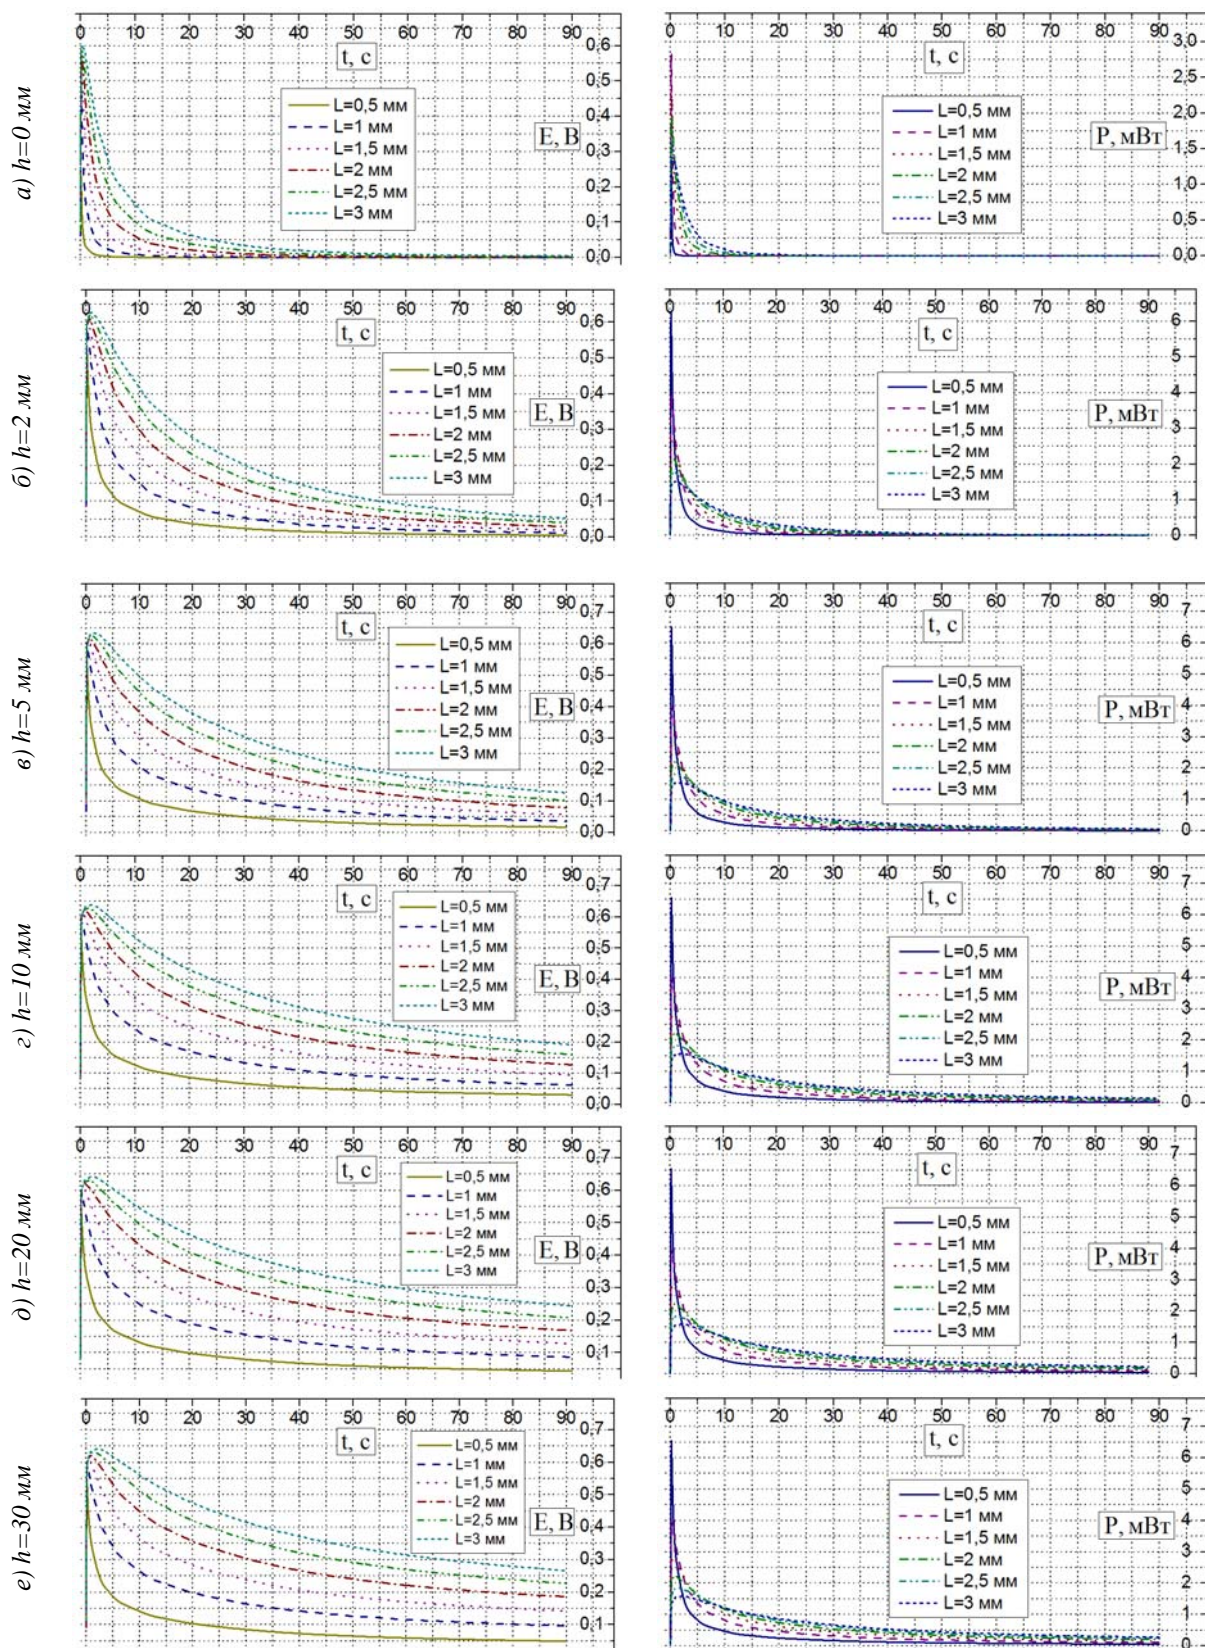 а) h=0 мм
0 10 20 30 40 50 60 70 80 90
t, с
0,6
0,5
0,4
0,3
0,2
0,1
0,0
E, В
L=0,5 мм
L=1 мм
L=1,5 мм
L=2 мм
L=2,5 мм
L=3 мм
0 10 20 30 40 50 60 70 80 90
t, с
3,0
2,5
2,0
1,5
1,0
0,5
0,0
P, мВт
L=0,5 мм
L=1 мм
L=1,5 мм
L=2 мм
L=2,5 мм
L=3 мм
б) h=2 мм
0 10 20 30 40 50 60 70 80 90
t, с
0,6
0,5
0,4
0,3
0,2
0,1
0,0
E, В
L=0,5 мм
L=1 мм
L=1,5 мм
L=2 мм
L=2,5 мм
L=3 мм
0 10 20 30 40 50 60 70 80 90
t, с
6
5
4
3
2
1
0
P, мВт
L=0,5 мм
L=1 мм
L=1,5 мм
L=2 мм
L=2,5 мм
L=3 мм
в) h=5 мм
0 10 20 30 40 50 60 70 80 90
t, с
0,7
0,6
0,5
0,4
0,3
0,2
0,1
0,0
E, В
L=0,5 мм
L=1 мм
L=1,5 мм
L=2 мм
L=2,5 мм
L=3 мм
0 10 20 30 40 50 60 70 80 90
t, с
7
6
5
4
3
2
1
0
P, мВт
L=0,5 мм
L=1 мм
L=1,5 мм
L=2 мм
L=2,5 мм
L=3 мм
г) h=10 мм
0 10 20 30 40 50 60 70 80 90
t, с
0,7
0,6
0,5
0,4
0,3
0,2
0,1
0,0
E, В
L=0,5 мм
L=1 мм
L=1,5 мм
L=2 мм
L=2,5 мм
L=3 мм
0 10 20 30 40 50 60 70 80 90
t, с
7
6
5
4
3
2
1
0
P, мВт
L=0,5 мм
L=1 мм
L=1,5 мм
L=2 мм
L=2,5 мм
L=3 мм
д) h=20 мм
0 10 20 30 40 50 60 70 80 90
t, с
0,7
0,6
0,5
0,4
0,3
0,2
0,1
E, В
L=0,5 мм
L=1 мм
L=1,5 мм
L=2 мм
L=2,5 мм
L=3 мм
0 10 20 30 40 50 60 70 80 90
t, с
7
6
5
4
3
2
1
0
P, мВт
L=0,5 мм
L=1 мм
L=1,5 мм
L=2 мм
L=2,5 мм
L=3 мм
е) h=30 мм
0 10 20 30 40 50 60 70 80 90
t, с
0,7
0,6
0,5
0,4
0,3
0,2
0,1
E, В
L=0,5 мм
L=1 мм
L=1,5 мм
L=2 мм
L=2,5 мм
L=3 мм
0 10 20 30 40 50 60 70 80 90
t, с
7
6
5
4
3
2
1
0
P, мВт
L=0,5 мм
L=1 мм
L=1,5 мм
L=2 мм
L=2,5 мм
L=3 мм